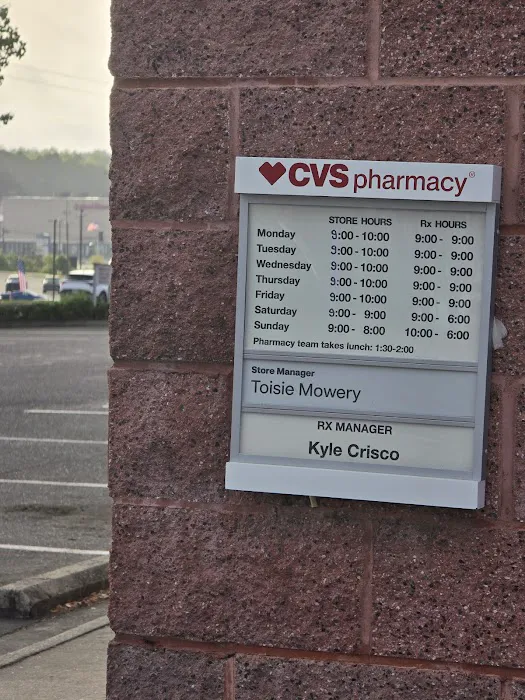 CVS pharmacy®
STORE HOURS Rx HOURS
Monday 9:00 - 10:00 9:00 - 9:00
Tuesday 9:00 - 10:00 9:00 - 9:00
Wednesday 9:00 - 10:00 9:00 - 9:00
Thursday 9:00 - 10:00 9:00 - 9:00
Friday 9:00 - 10:00 9:00 - 9:00
Saturday 9:00 - 9:00 9:00 - 6:00
Sunday 9:00 - 8:00 10:00 - 6:00
Pharmacy team takes lunch: 1:30-2:00
Store Manager
Toisie Mowery
RX MANAGER
Kyle Crisco